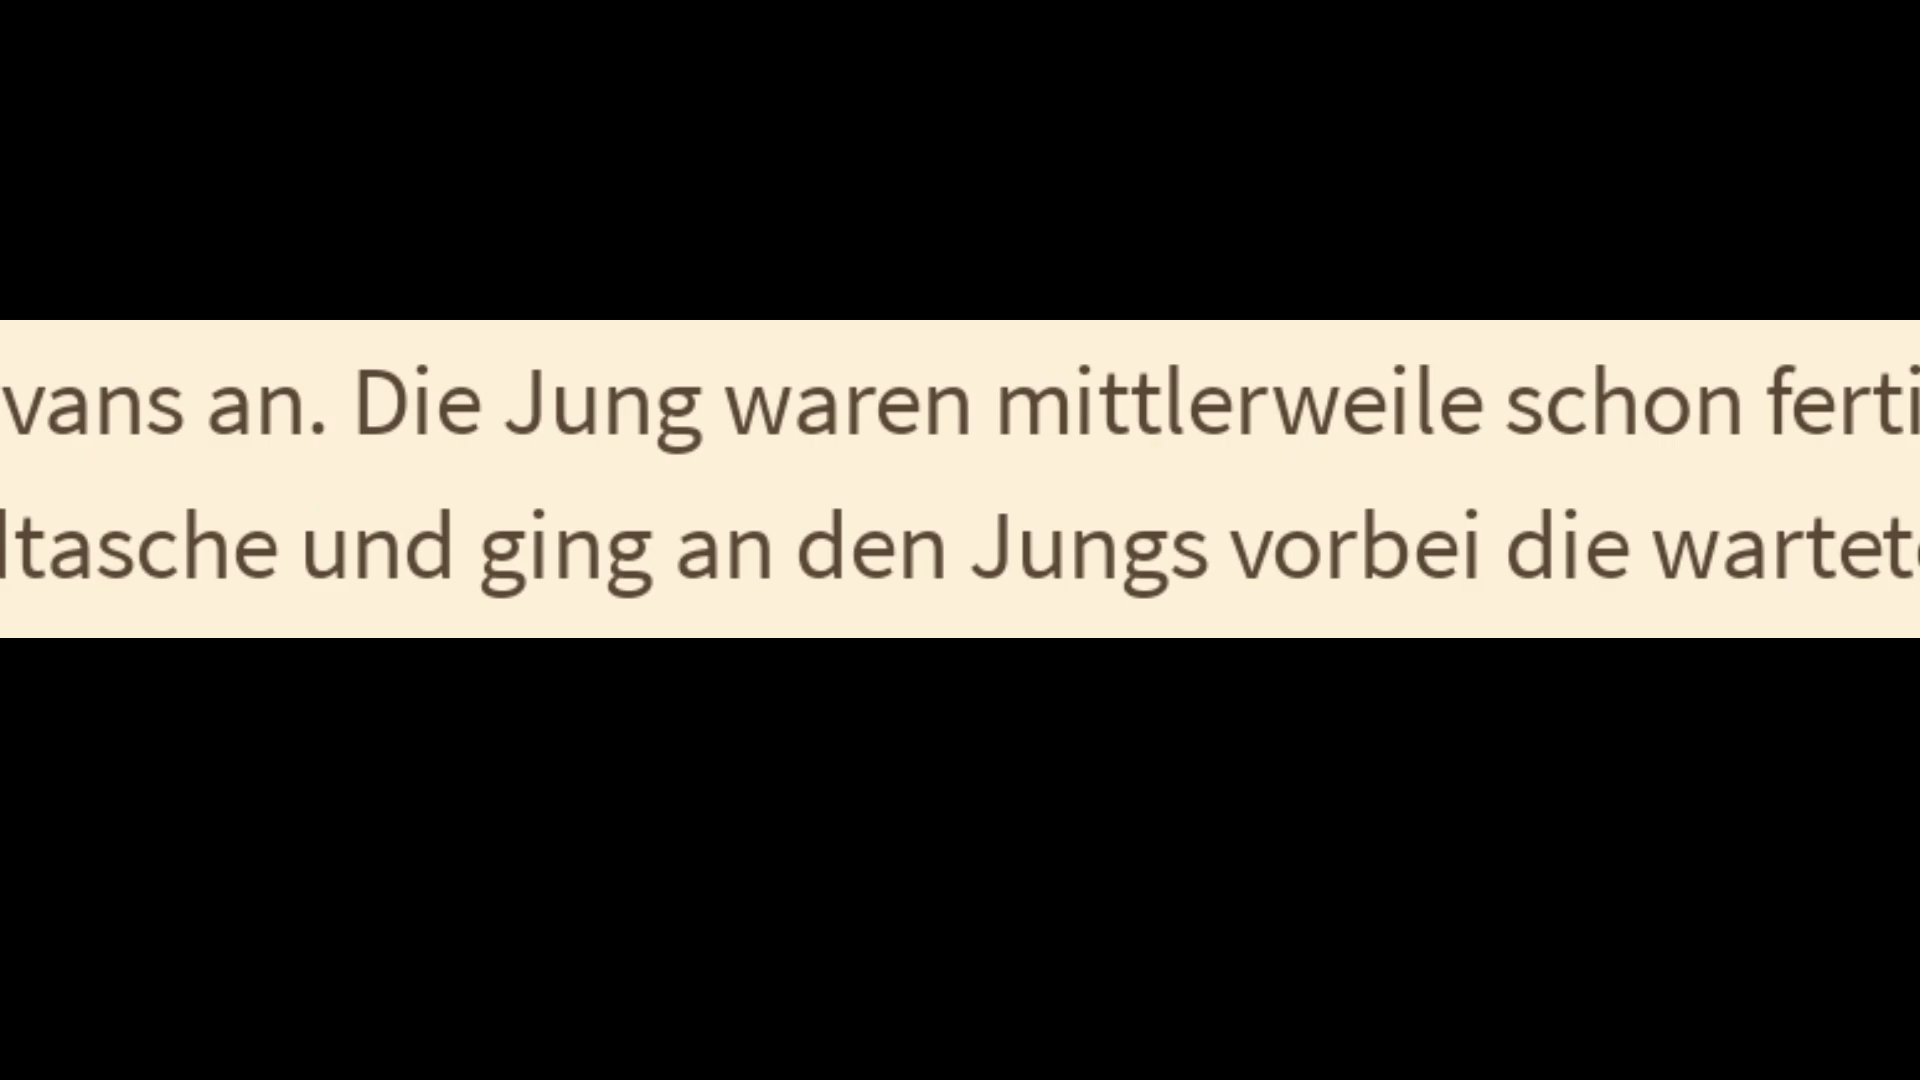 vans an. Die Jung waren mittlerweile schon ferti
ltasche und ging an den Jungs vorbei die wartet